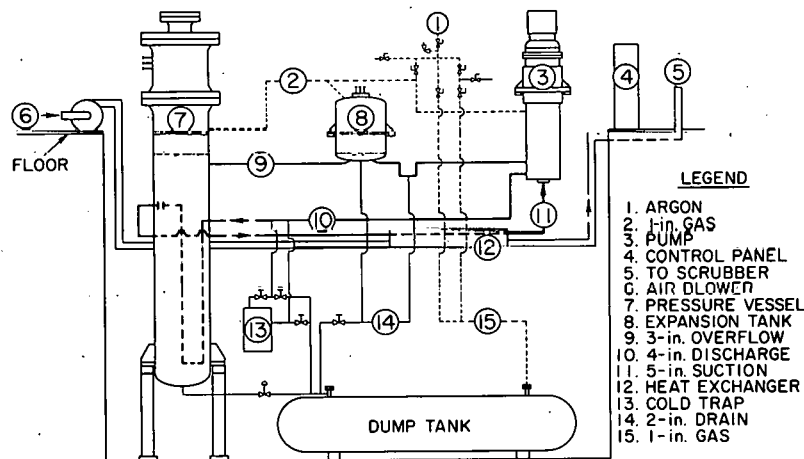 1
2
3
4
5
6
7
8
FLOOR
9
10
11
12
13
14
15
DUMP TANK
LEGEND
1. ARGON
2. 1-in. GAS
3. PUMP
4. CONTROL PANEL
5. TO SCRUBBER
6. AIR BLOWER
7. PRESSURE VESSEL
8. EXPANSION TANK
9. 3-in. OVERFLOW
10. 4-in. DISCHARGE
11. 5-in. SUCTION
12. HEAT EXCHANGER
13. COLD TRAP
14. 2-in. DRAIN
15. 1-in. GAS